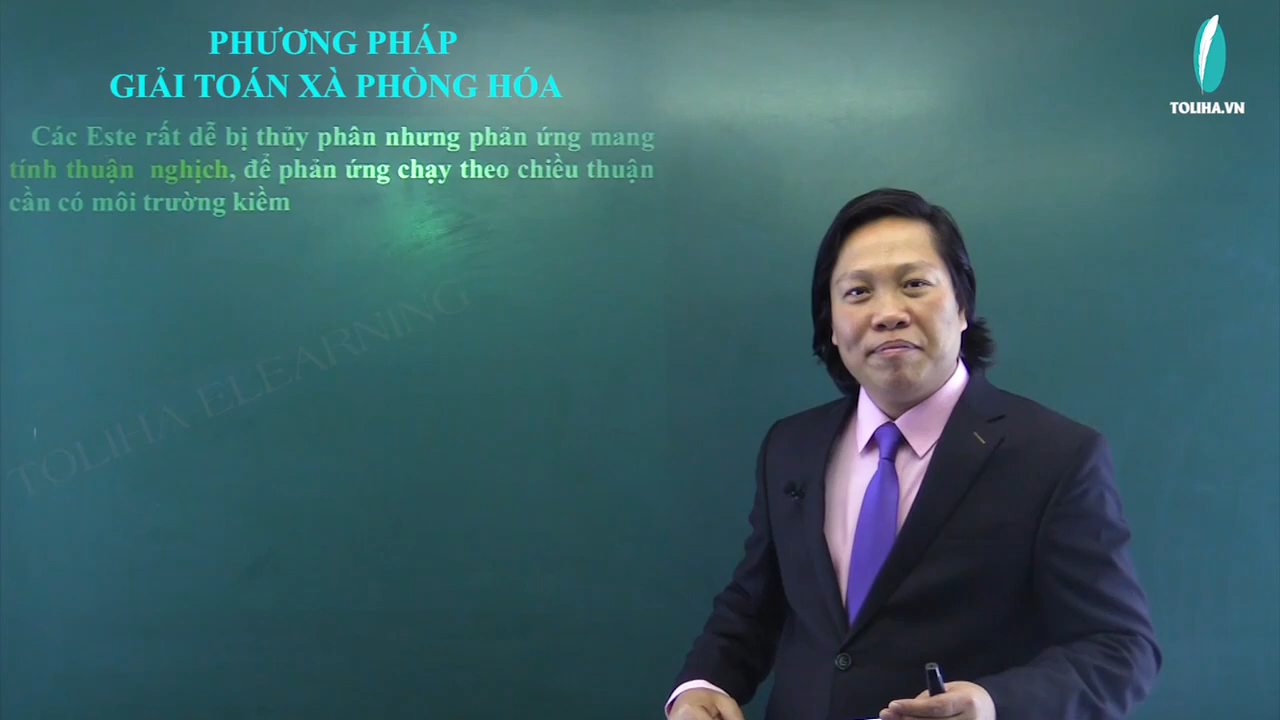 PHƯƠNG PHÁP
GIẢI TOÁN XÀ PHÒNG HÓA
Các Este rất dễ bị thủy phân nhưng phản ứng mang
tính thuận nghịch, để phản ứng chạy theo chiều thuận
cần có môi trường kiềm
TOLIHA.VN
TOLIHA ELEARNING